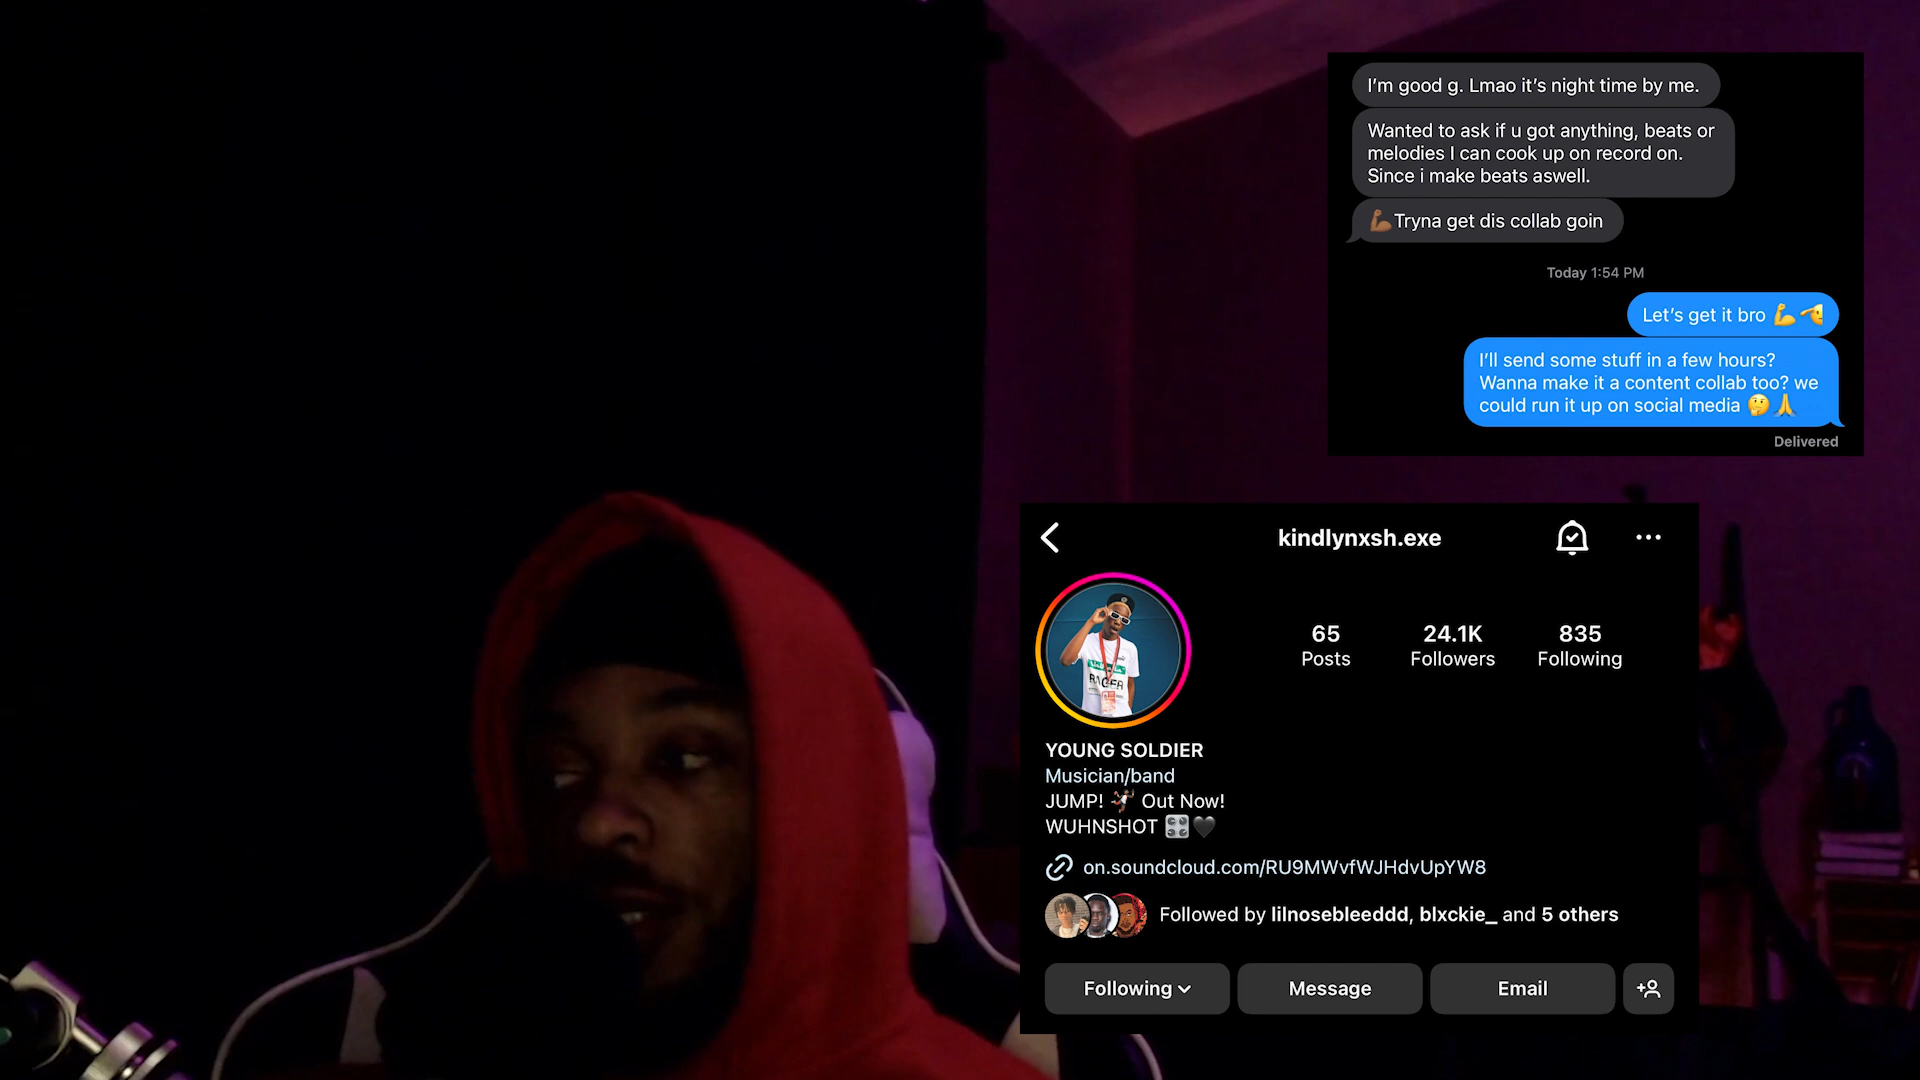 I'm good g. Lmao it's night time by me.
Wanted to ask if u got anything, beats or
melodies I can cook up on record on.
Since i make beats aswell.
💪🏾Tryna get dis collab goin
Today 1:54 PM
Let's get it bro 💪🫡
I'll send some stuff in a few hours?
Wanna make it a content collab too? we
could run it up on social media 🤔🙏
Delivered
kindlynxsh.exe
65
Posts
24.1K
Followers
835
Following
RAGER
YOUNG SOLDIER
Musician/band
JUMP! 🤾🏿 Out Now!
WUHNSHOT 🎛️🖤
on.soundcloud.com/RU9MWvfWJHdvUpYW8
Followed by lilnosebleeddd, blxckie_ and 5 others
Following
Message
Email